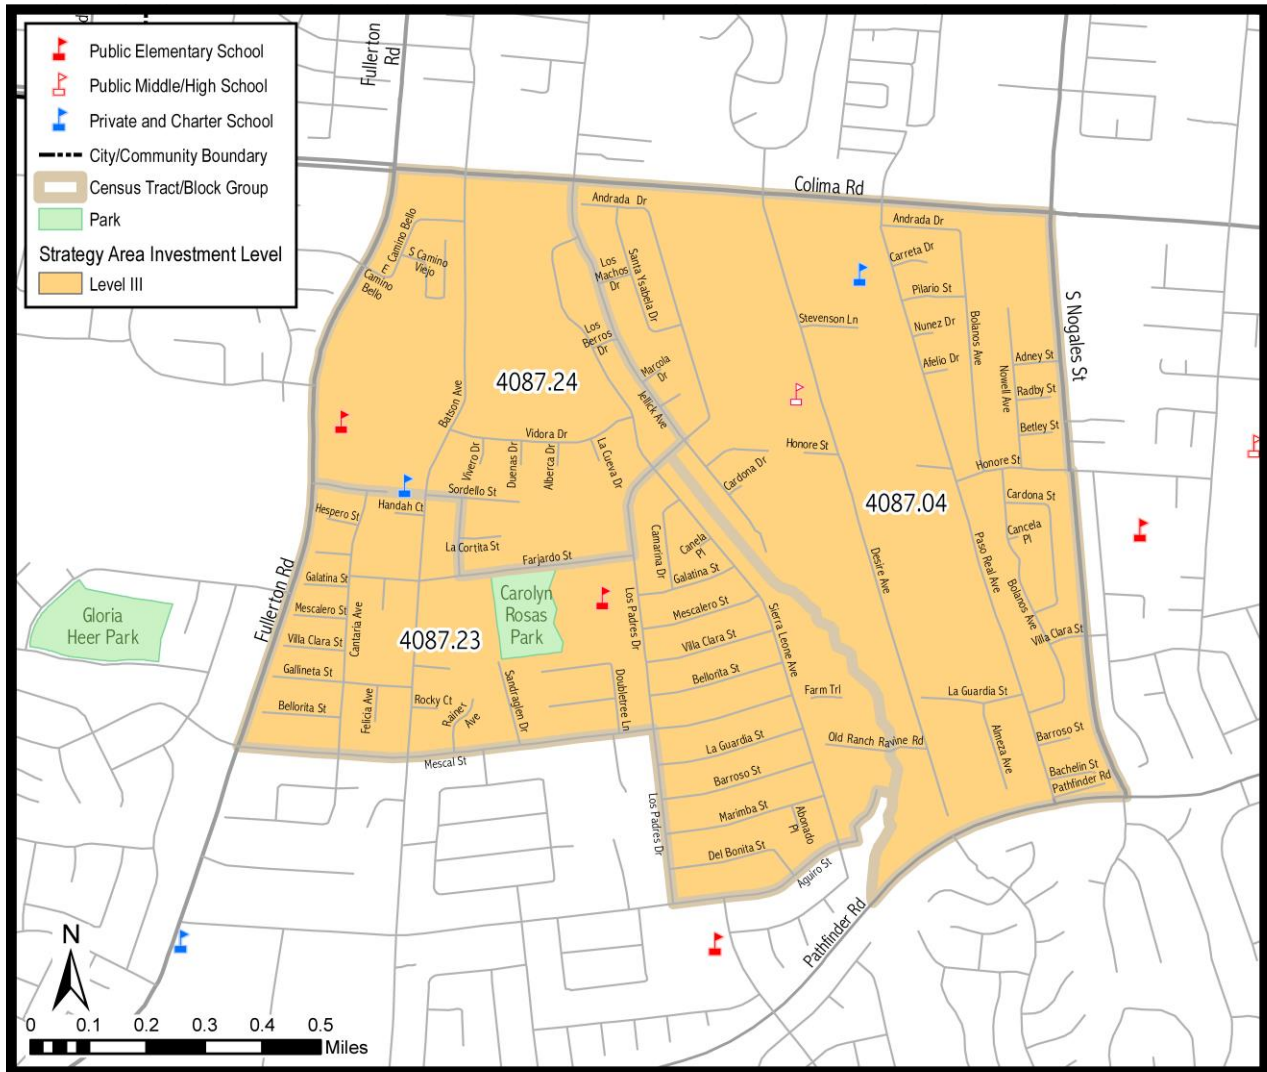 Public Elementary School
Public Middle/High School
Private and Charter School
City/Community Boundary
Census Tract/Block Group
Park
Strategy Area Investment Level
Level III
Fullerton
Rd
Colima Rd
Andrada Dr
Andrada Dr
E Camino Bello
S Camino
Viejo
Camino
Bello
Los
Machos
Dr
Santa Ysabela Dr
Carreta Dr
Pilario St
Stevenson Ln
Nunez Dr
Bolanos Ave
S Nogales St
Los
Berros
Dr
Marcola
Dr
Afelio Dr
Adney St
Nowell Ave
Radby St
4087.24
Batson Ave
Jellick Ave
Betley St
Vidora Dr
Vivero Dr
Duenas Dr
Alberca Dr
La Cueva Dr
Honore St
Honore St
Cardona Dr
Sordello St
4087.04
Cardona St
Hespero St
Handah Ct
Cancela
Pl
La Cortita St
Farjardo St
Camarina Dr
Canela
Pl
Desire Ave
Paso Real Ave
Fullerton Rd
Galatina St
Galatina St
Carolyn
Rosas
Park
Los Padres Dr
Bolanos Ave
Gloria
Heer Park
Mescalero St
Mescalero St
Cantaria Ave
Sierra Leone Ave
Villa Clara St
4087.23
Villa Clara St
Villa Clara St
Gallineta St
Bellorita St
Sandraglen Dr
Doubletree Ln
Farm Trl
La Guardia St
Bellorita St
Felicia Ave
Rocky Ct
Rainet
Ave
La Guardia St
Old Ranch Ravine Rd
Almeza Ave
Barroso St
Mescal St
Barroso St
Bachelin St
Pathfinder Rd
Los Padres Dr
Marimba St
Abonado
Pl
Del Bonita St
Aguiro St
Pathfinder Rd
N
0 0.1 0.2 0.3 0.4 0.5
Miles